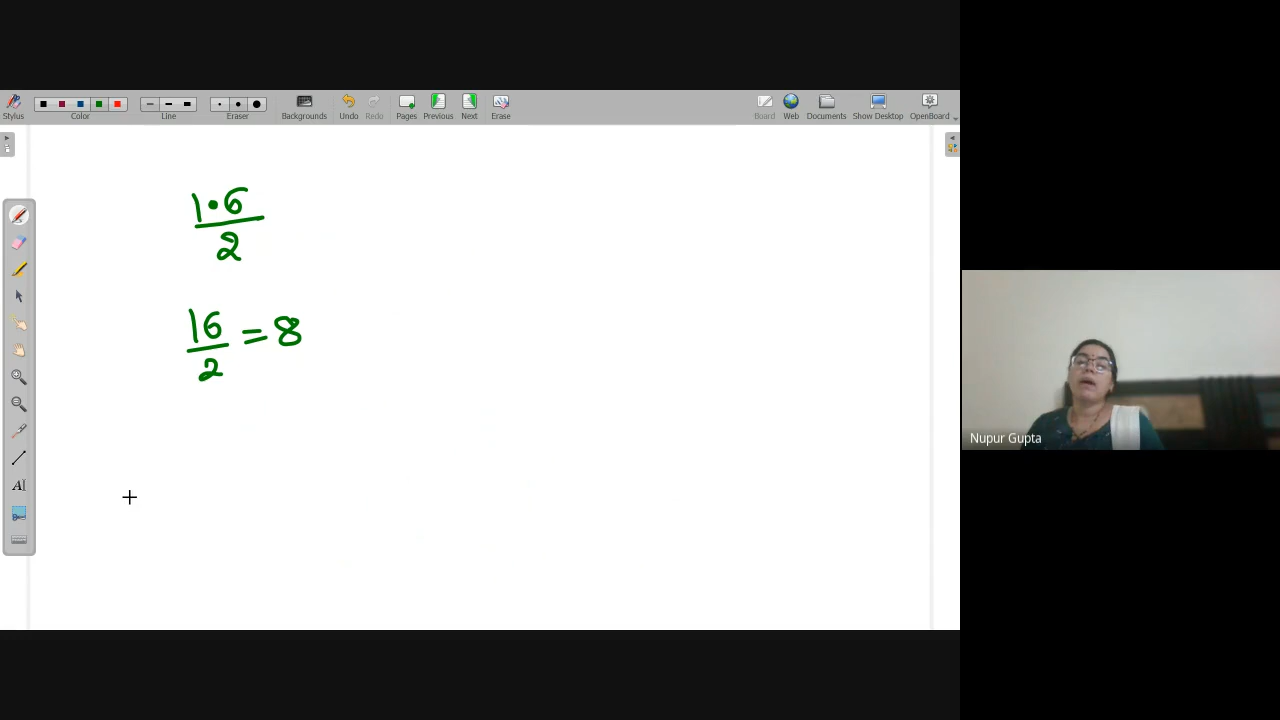 Stylus Color Line Eraser Backgrounds Undo Redo Pages Previous Next Erase Board Web Documents Show Desktop OpenBoard
1•6
2
16
2
= 8
Nupur Gupta